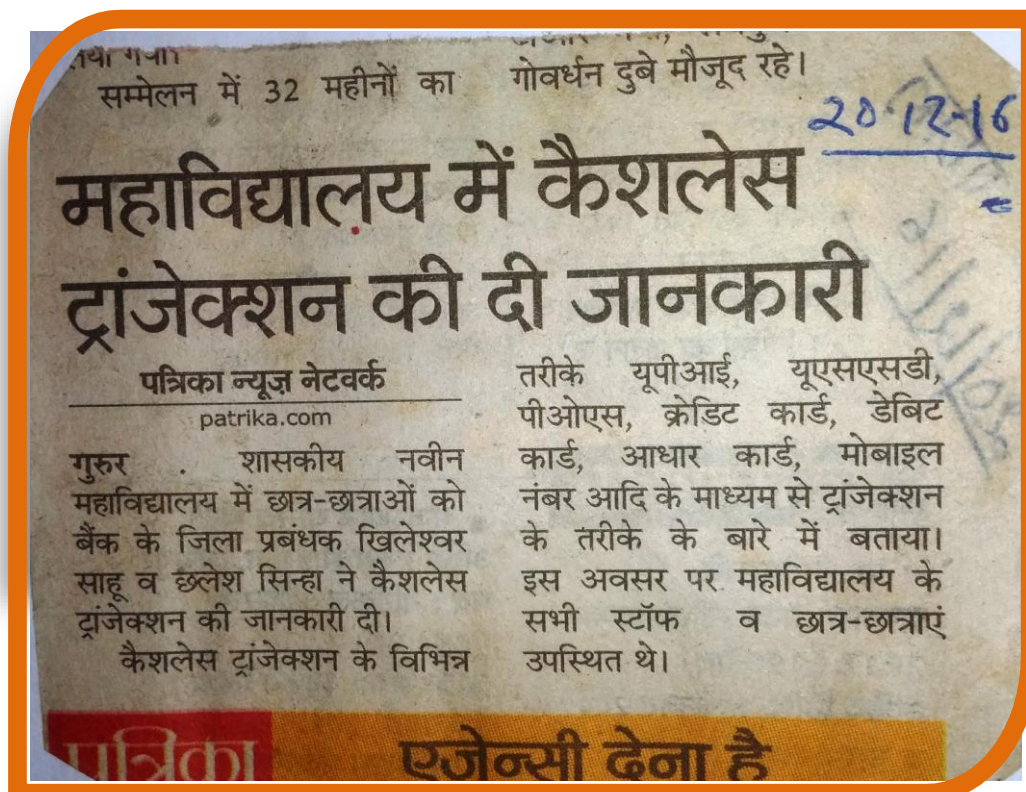 सम्मेलन में 32 महीनों का
गोवर्धन दुबे मौजूद रहे।
20-12-16
महाविद्यालय में कैशलेस
ट्रांजेक्शन की दी जानकारी
पत्रिका न्यूज़ नेटवर्क
patrika.com
गुरुर . शासकीय नवीन
महाविद्यालय में छात्र-छात्राओं को
बैंक के जिला प्रबंधक खिलेश्वर
साहू व छलेश सिन्हा ने कैशलेस
ट्रांजेक्शन की जानकारी दी।
कैशलेस ट्रांजेक्शन के विभिन्न
तरीके यूपीआई, यूएसएसडी,
पीओएस, क्रेडिट कार्ड, डेबिट
कार्ड, आधार कार्ड, मोबाइल
नंबर आदि के माध्यम से ट्रांजेक्शन
के तरीके के बारे में बताया।
इस अवसर पर महाविद्यालय के
सभी स्टॉफ व छात्र-छात्राएं
उपस्थित थे।
पत्रिका
एजेन्सी देना है